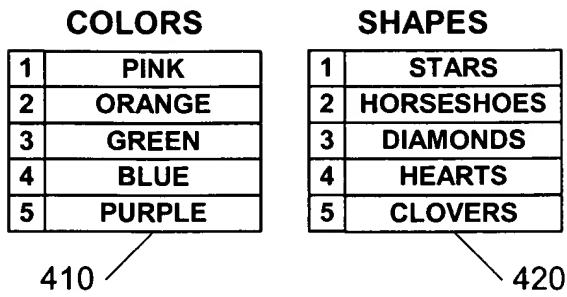 COLORS
1 PINK
2 ORANGE
3 GREEN
4 BLUE
5 PURPLE
410
SHAPES
1 STARS
2 HORSESHOES
3 DIAMONDS
4 HEARTS
5 CLOVERS
420